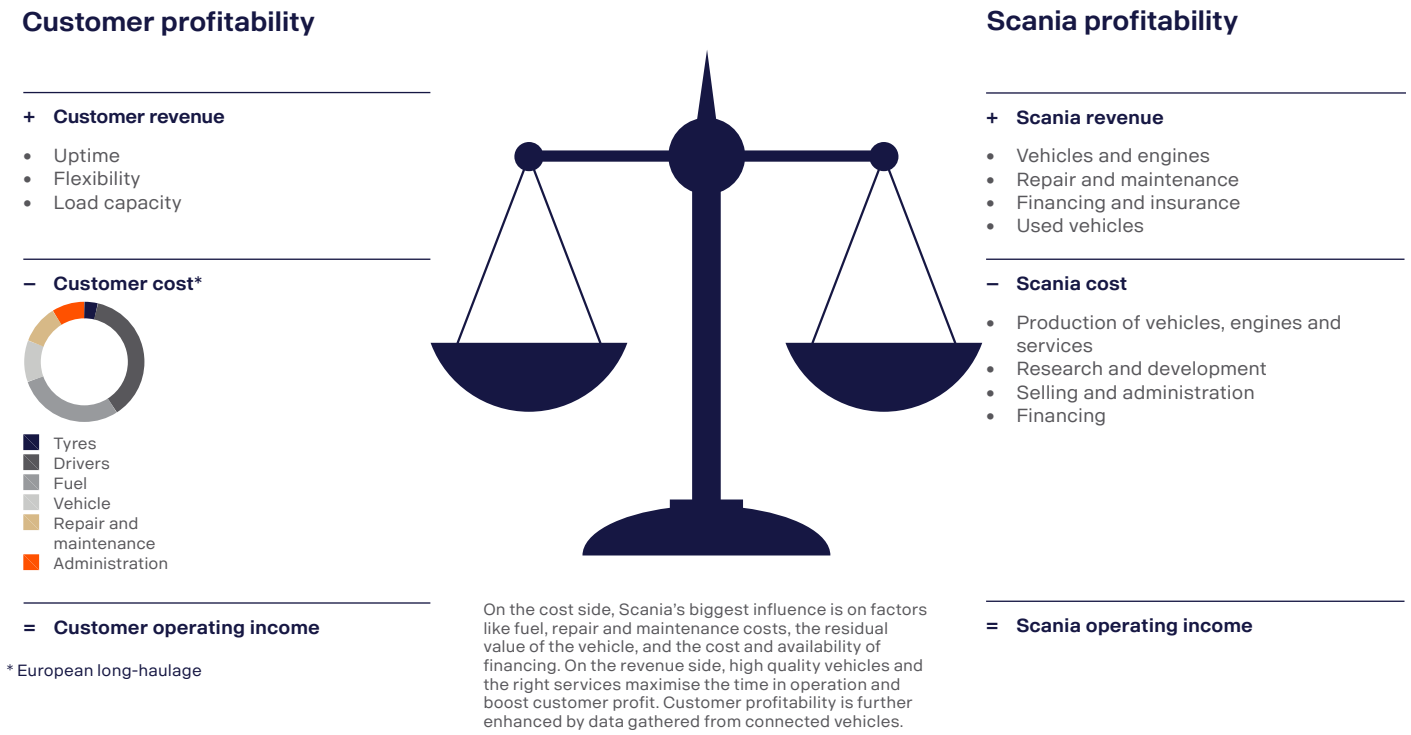 Customer profitability
+ Customer revenue
• Uptime
• Flexibility
• Load capacity
– Customer cost*
Tyres
Drivers
Fuel
Vehicle
Repair and
maintenance
Administration
= Customer operating income
* European long-haulage
On the cost side, Scania's biggest influence is on factors
like fuel, repair and maintenance costs, the residual
value of the vehicle, and the cost and availability of
financing. On the revenue side, high quality vehicles and
the right services maximise the time in operation and
boost customer profit. Customer profitability is further
enhanced by data gathered from connected vehicles.
Scania profitability
+ Scania revenue
• Vehicles and engines
• Repair and maintenance
• Financing and insurance
• Used vehicles
– Scania cost
• Production of vehicles, engines and
services
• Research and development
• Selling and administration
• Financing
= Scania operating income